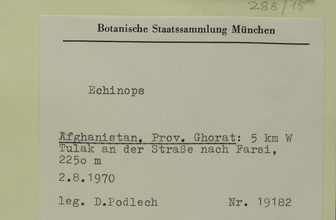 288/15
Botanische Staatssammlung München
Echinops
Afghanistan, Prov. Ghorat: 5 km W
Tulak an der Straße nach Farsi,
2250 m
2.8.1970
leg. D.Podlech Nr. 19182